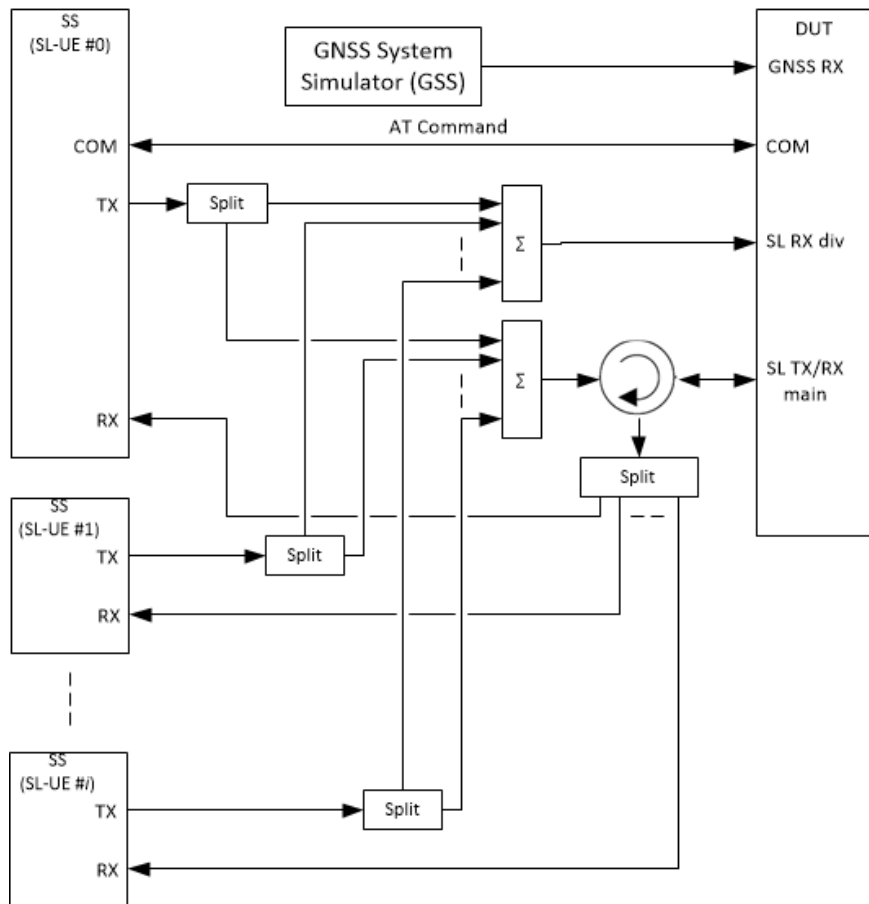 SS
(SL-UE #0)
DUT
GNSS System
Simulator (GSS)
GNSS RX
AT Command
COM
COM
TX
Split
Σ
SL RX div
Σ
SL TX/RX
main
RX
Split
SS
(SL-UE #1)
TX
Split
RX
SS
(SL-UE #i)
TX
Split
RX